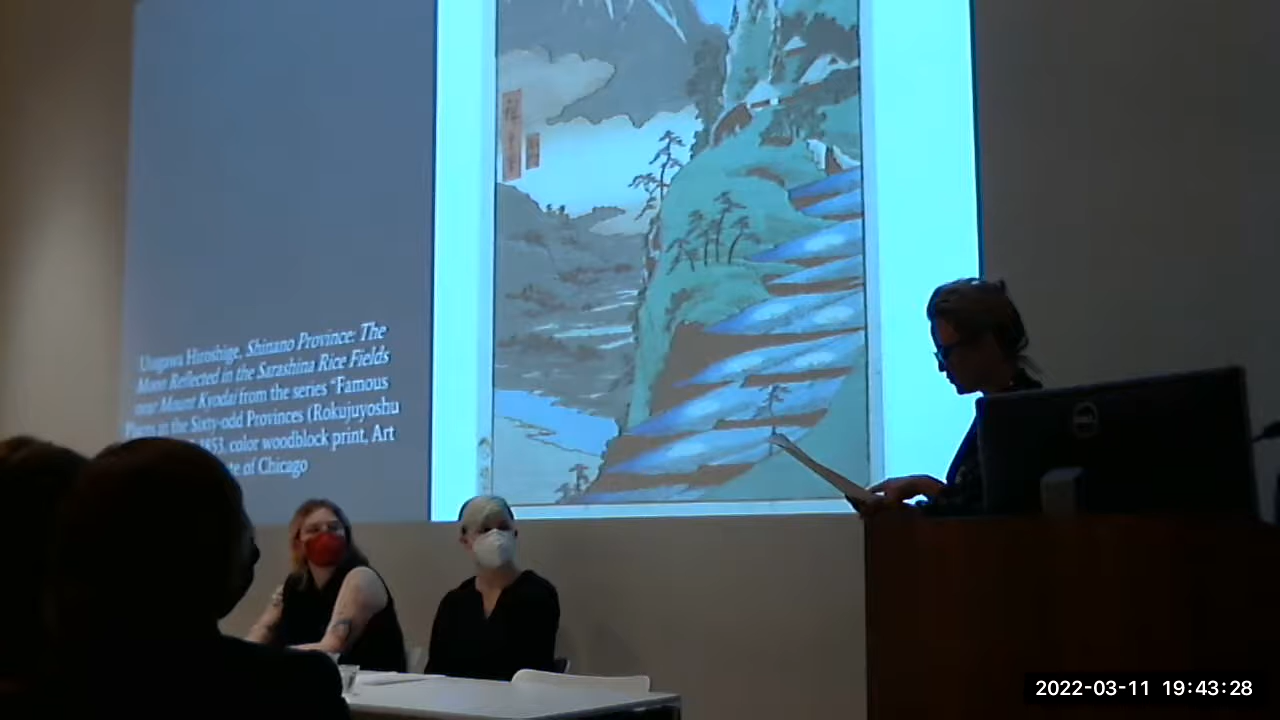 Utagawa Hiroshige, Shinano Province: The
Moon Reflected in the Sarashina Rice Fields
near Mount Kyodai from the series "Famous
Places in the Sixty-odd Provinces (Rokujuyoshu
1853, color woodblock print, Art
of Chicago
2022-03-11 19:43:28